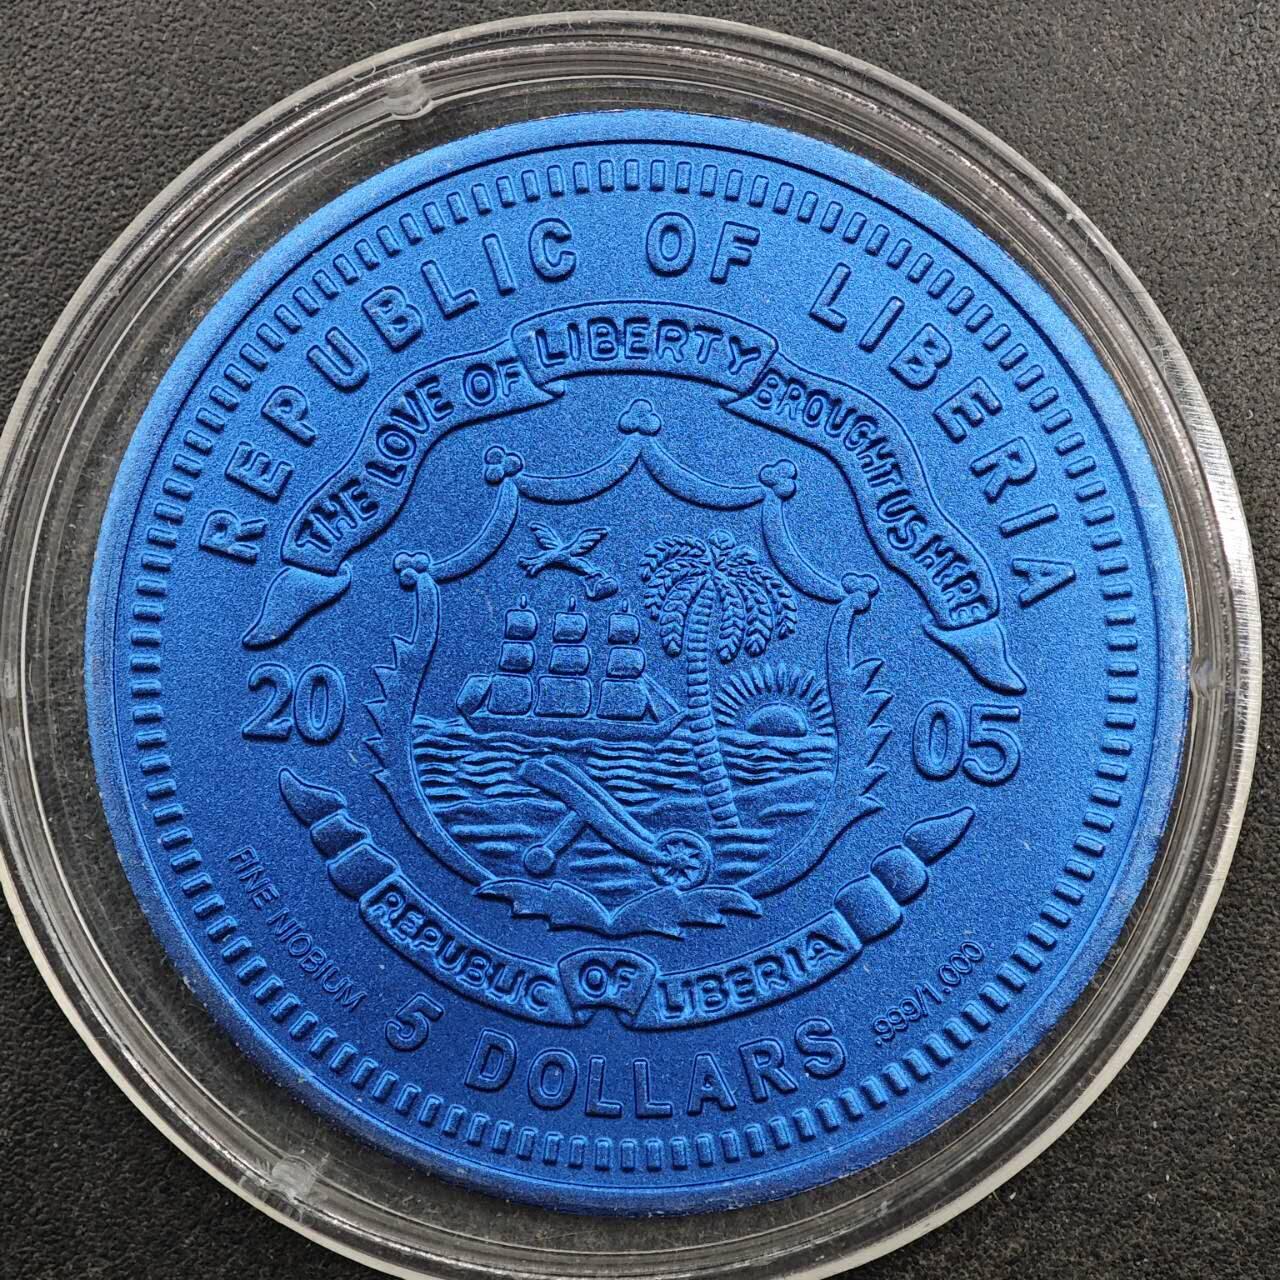 REPUBLIC OF LIBERIA
THE LOVE OF LIBERTY BROUGHT US HERE
20 05
REPUBLIC OF LIBERIA
FINE NIOBIUM
.999/1.000
5 DOLLARS